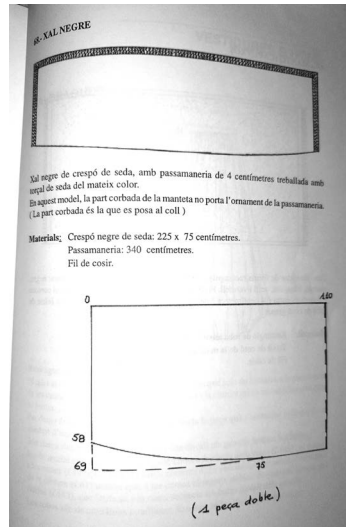 68.- XAL NEGRE
Xal negre de crespó de seda, amb passamaneria de 4 centímetres treballada amb
torçal de seda del mateix color.
En aquest model, la part corbada de la manteta no porta l'ornament de la passamaneria.
( La part corbada és la que es posa al coll )
Materials: Crespó negre de seda: 225 x 75 centímetres.
Passamaneria: 340 centímetres.
Fil de cosir.
0
110
58
69
75
(1 peça doble)